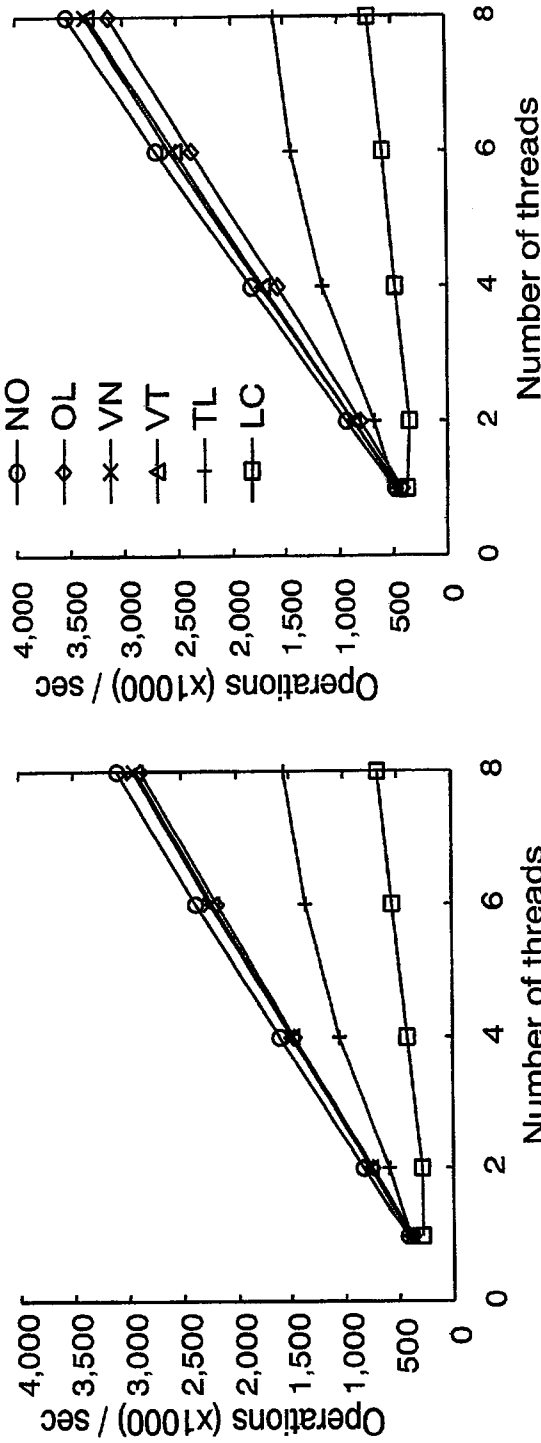 4,000
3,500
3,000
2,500
2,000
1,500
1,000
500
0
Operations (x1000) / sec
0
2
4
6
8
Number of threads
4,000
3,500
3,000
2,500
2,000
1,500
1,000
500
0
Operations (x1000) / sec
NO
OL
VN
VT
TL
LC
0
2
4
6
8
Number of threads